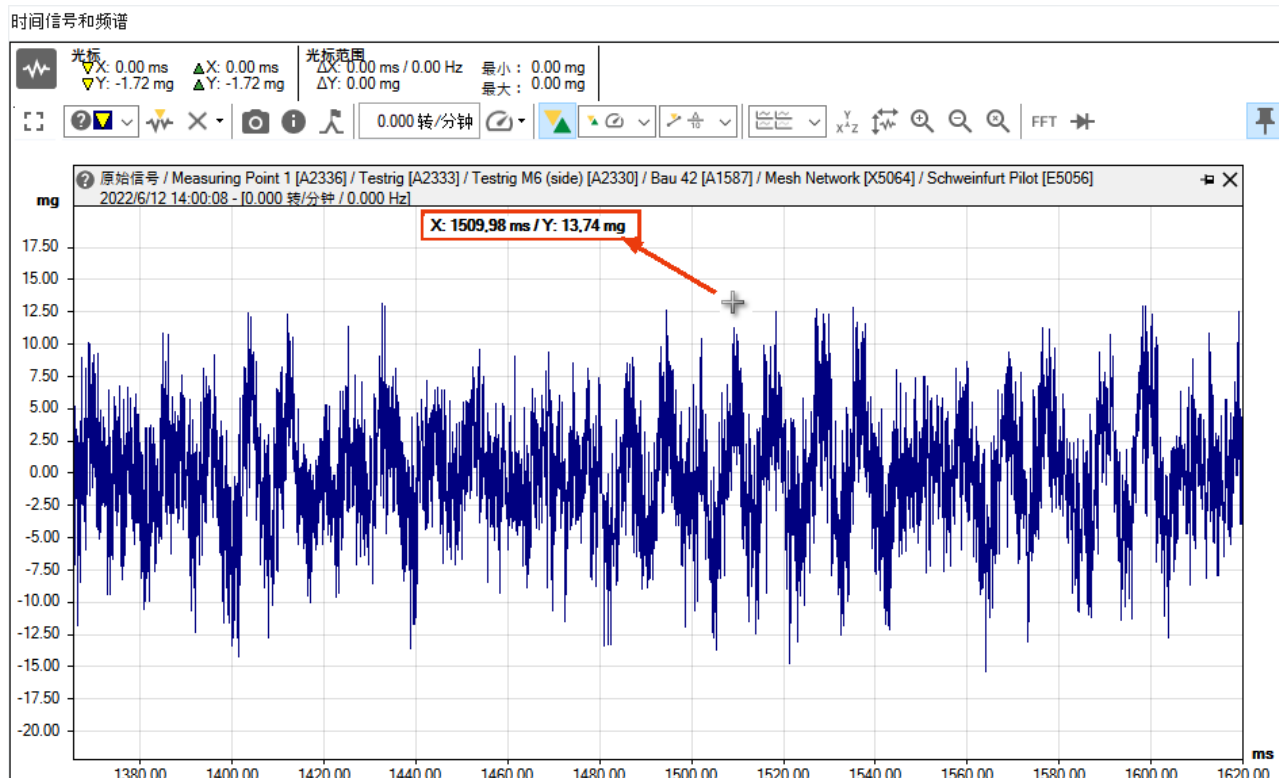 时间信号和频谱
光标
X: 0.00 ms X: 0.00 ms
Y: -1.72 mg Y: -1.72 mg
光标范围
ΔX: 0.00 ms / 0.00 Hz 最小： 0.00 mg
ΔY: 0.00 mg 最大： 0.00 mg
0.000 转/分钟
FFT
原始信号 / Measuring Point 1 [A2336] / Testrig [A2333] / Testrig M6 (side) [A2330] / Bau 42 [A1587] / Mesh Network [X5064] / Schweinfurt Pilot [E5056]
2022/6/12 14:00:08 - [0.000 转/分钟 / 0.000 Hz]
mg
X: 1509,98 ms / Y: 13,74 mg
17.50
15.00
12.50
10.00
7.50
5.00
2.50
0.00
-2.50
-5.00
-7.50
-10.00
-12.50
-15.00
-17.50
-20.00
ms
1380.00 1400.00 1420.00 1440.00 1460.00 1480.00 1500.00 1520.00 1540.00 1560.00 1580.00 1600.00 1620.00